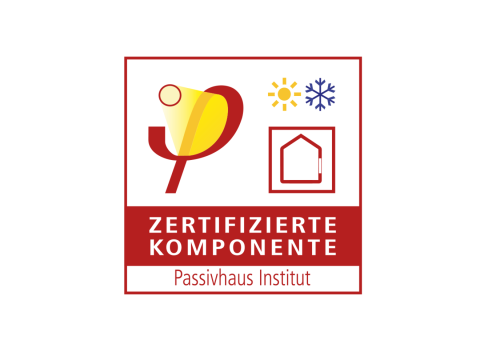 ZERTIFIZIERTE
KOMPONENTE
Passivhaus Institut